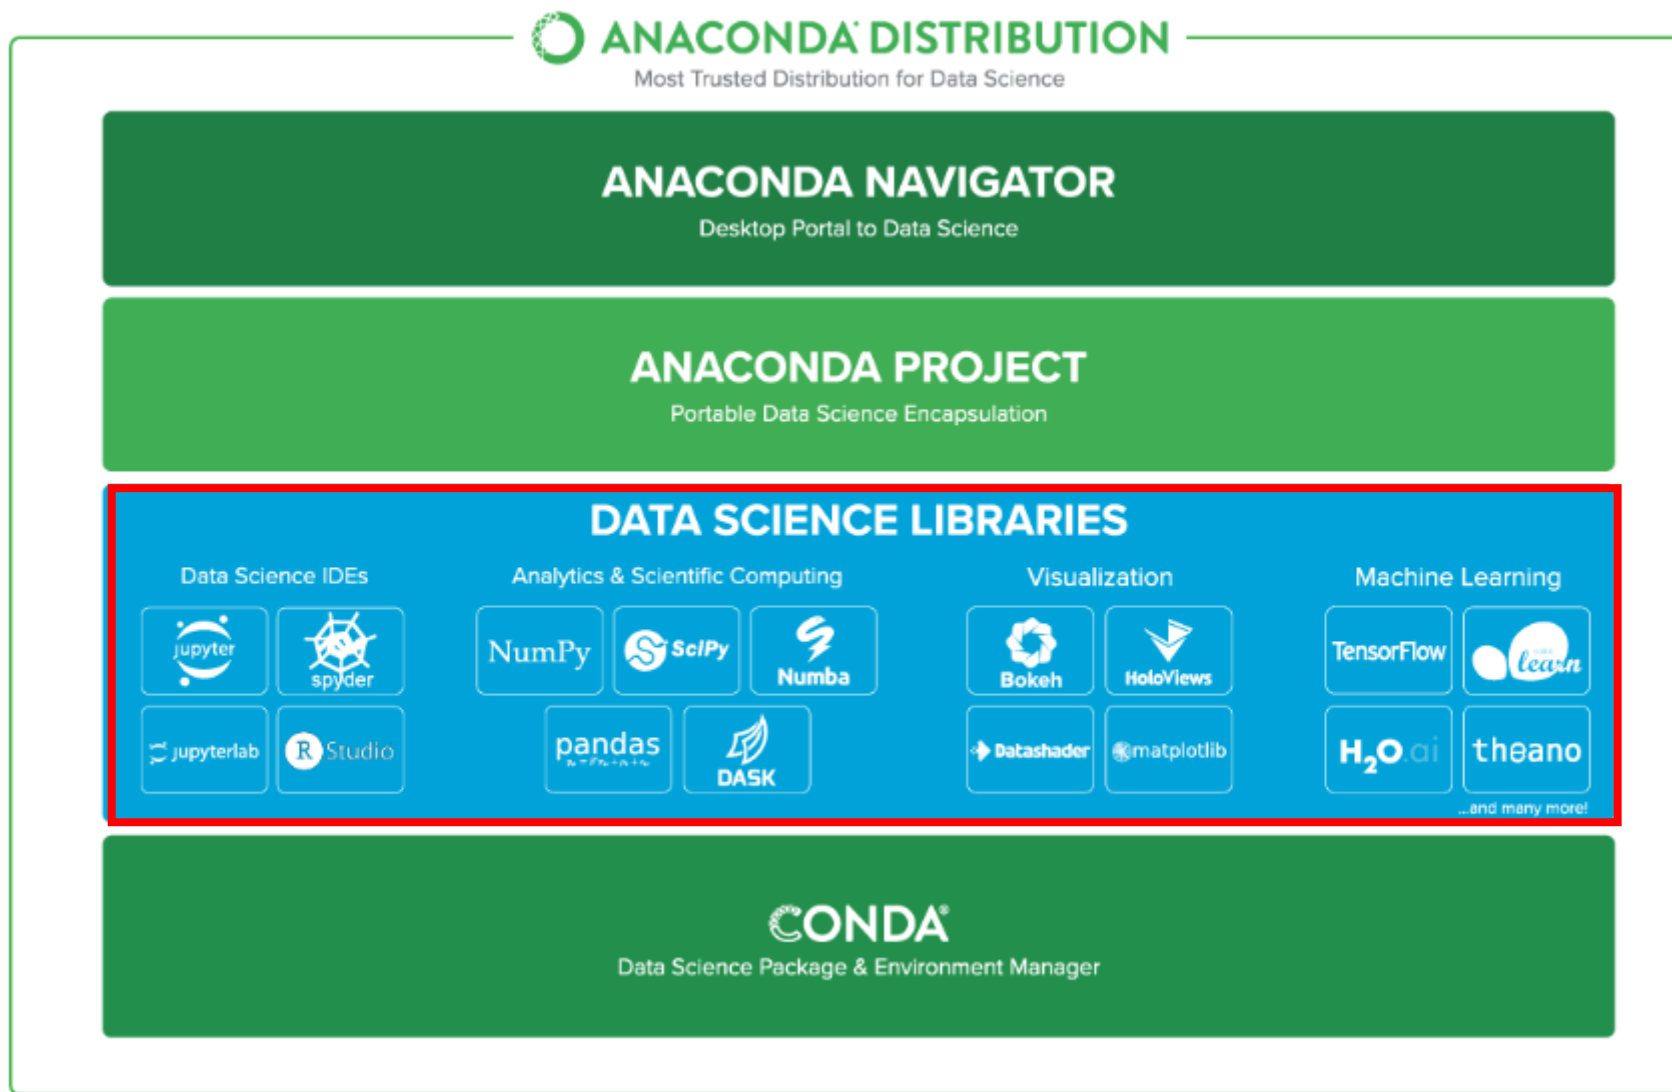 ANACONDA DISTRIBUTION
Most Trusted Distribution for Data Science
ANACONDA NAVIGATOR
Desktop Portal to Data Science
ANACONDA PROJECT
Portable Data Science Encapsulation
DATA SCIENCE LIBRARIES
Data Science IDEs
jupyter
spyder
jupyterlab
R Studio
Analytics & Scientific Computing
NumPy
SciPy
Numba
pandas
DASK
Visualization
Bokeh
HoloViews
Datashader
matplotlib
Machine Learning
TensorFlow
learn
H2O.ai
theano
...and many more!
CONDA®
Data Science Package & Environment Manager